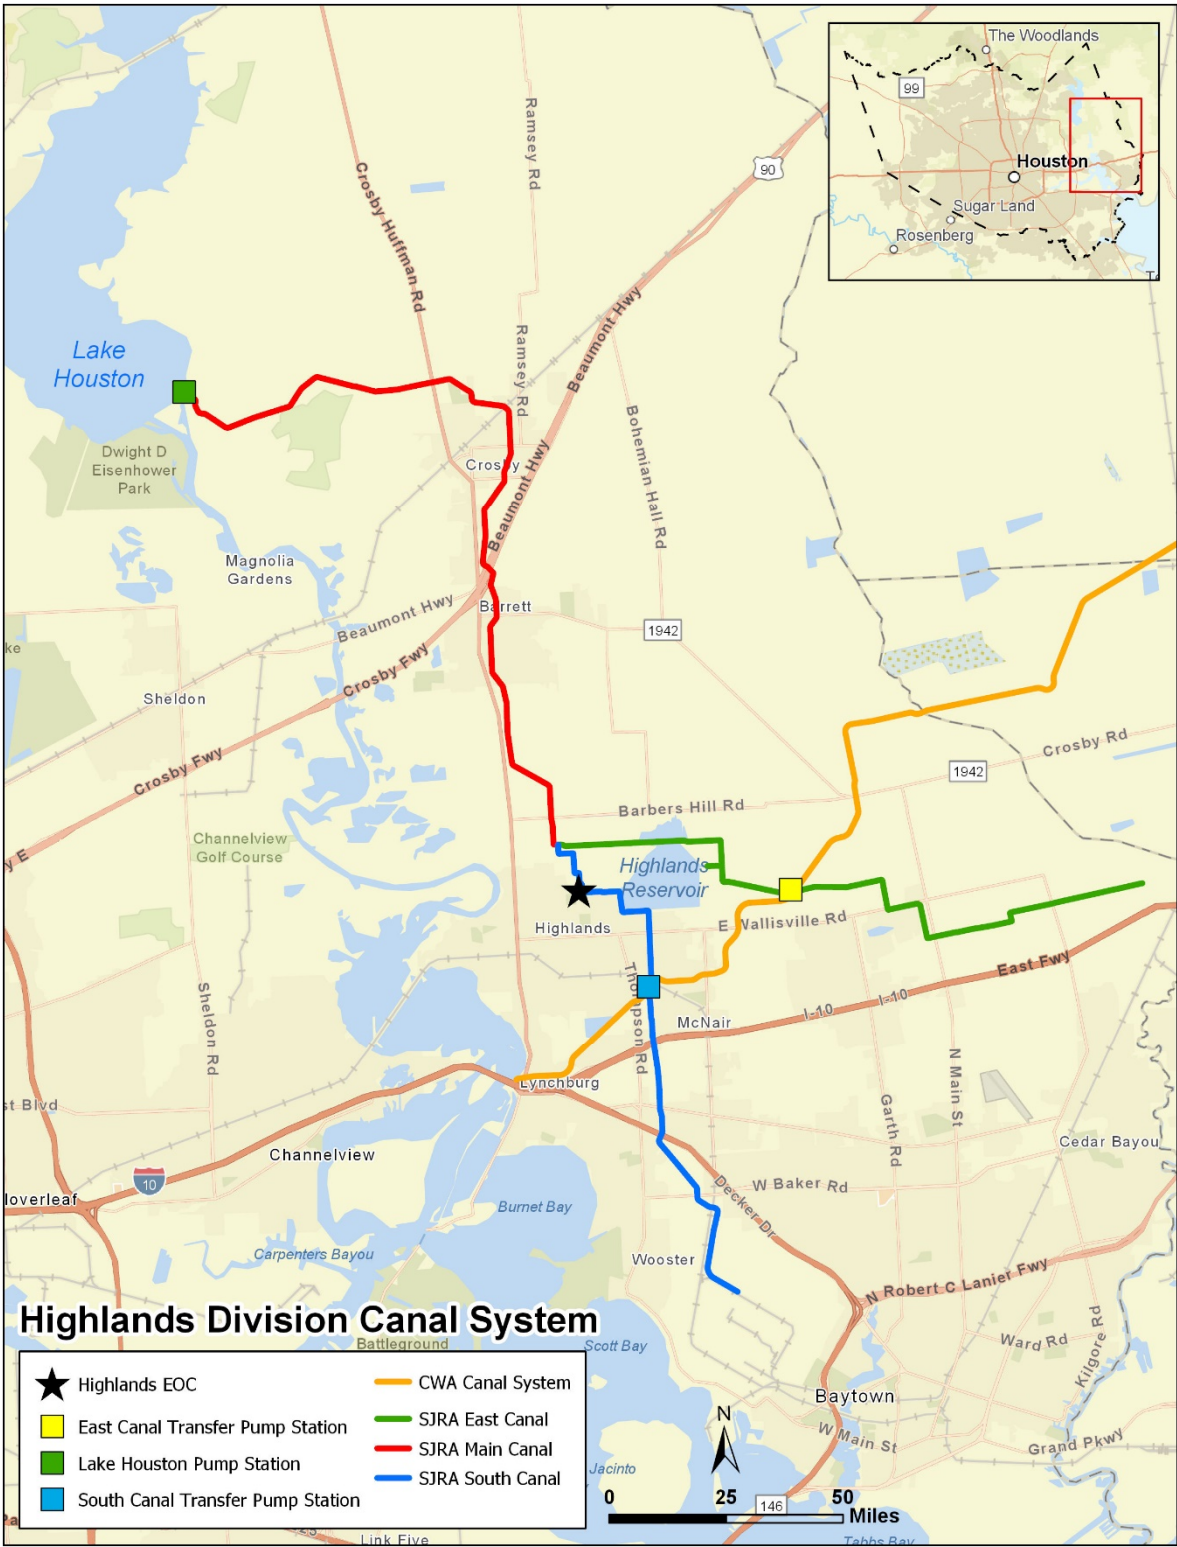 The Woodlands
99
Houston
Sugar Land
Rosenberg
90
Ramsey Rd
Crosby Huffman Rd
Beaumont Hwy
Ramsey Rd
Lake
Houston
Bohemian Hall Rd
Dwight D
Eisenhower
Park
Crosby
Beaumont Hwy
Magnolia
Gardens
Beaumont Hwy
Barrett
1942
Crosby Fwy
ke
Sheldon
Crosby Rd
Crosby Fwy
1942
Barbers Hill Rd
Channelview
Golf Course
y E
Highlands
Reservoir
E Wallisville Rd
Highlands
East Fwy
Thompson Rd
I-10
I-10
Sheldon Rd
McNair
Lynchburg
N Main St
st Blvd
Garth Rd
Cedar Bayou
Channelview
10
W Baker Rd
loverleaf
Burnet Bay
Decker Dr
Carpenters Bayou
Wooster
N Robert C Lanier Fwy
Highlands Division Canal System
Battleground
Scott Bay
Ward Rd
Kilgore Rd
Highlands EOC
East Canal Transfer Pump Station
Lake Houston Pump Station
South Canal Transfer Pump Station
CWA Canal System
SJRA East Canal
SJRA Main Canal
SJRA South Canal
Baytown
N
W Main St
Grand Pkwy
Jacinto
0 25 50
Miles
146
Link Five
Tabbs Bay